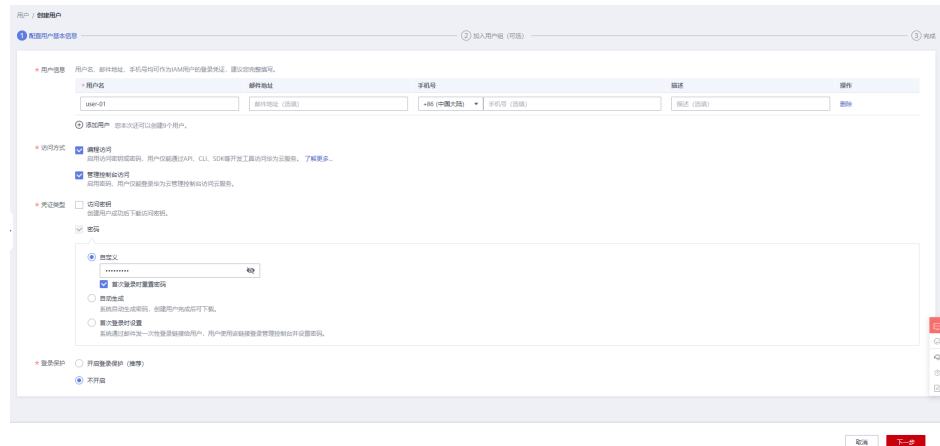 用户 / 创建用户
1 配置用户基本信息
2 加入用户组（可选）
3 完成
* 用户信息 用户名、邮件地址、手机号均可作为IAM用户的登录凭证，建议您完整填写。
* 用户名 邮件地址 手机号 描述 操作
user-01 邮件地址（选填） +86 (中国大陆) 手机号（选填） 描述（选填） 删除
添加用户 您本次还可以创建9个用户。
* 访问方式 编程访问
启用访问密钥或密码，用户仅能通过API、CLI、SDK等开发工具访问华为云服务。 了解更多...
管理控制台访问
启用密码，用户仅能登录华为云管理控制台访问云服务。
* 凭证类型 访问密钥
创建用户成功后下载访问密钥。
密码
自定义
•••••••••
首次登录时重置密码
自动生成
系统自动生成密码，创建用户完成后可下载。
首次登录时设置
系统通过邮件发一次性登录链接给用户，用户使用该链接登录管理控制台并设置密码。
* 登录保护 开启登录保护（推荐）
不开启
取消 下一步